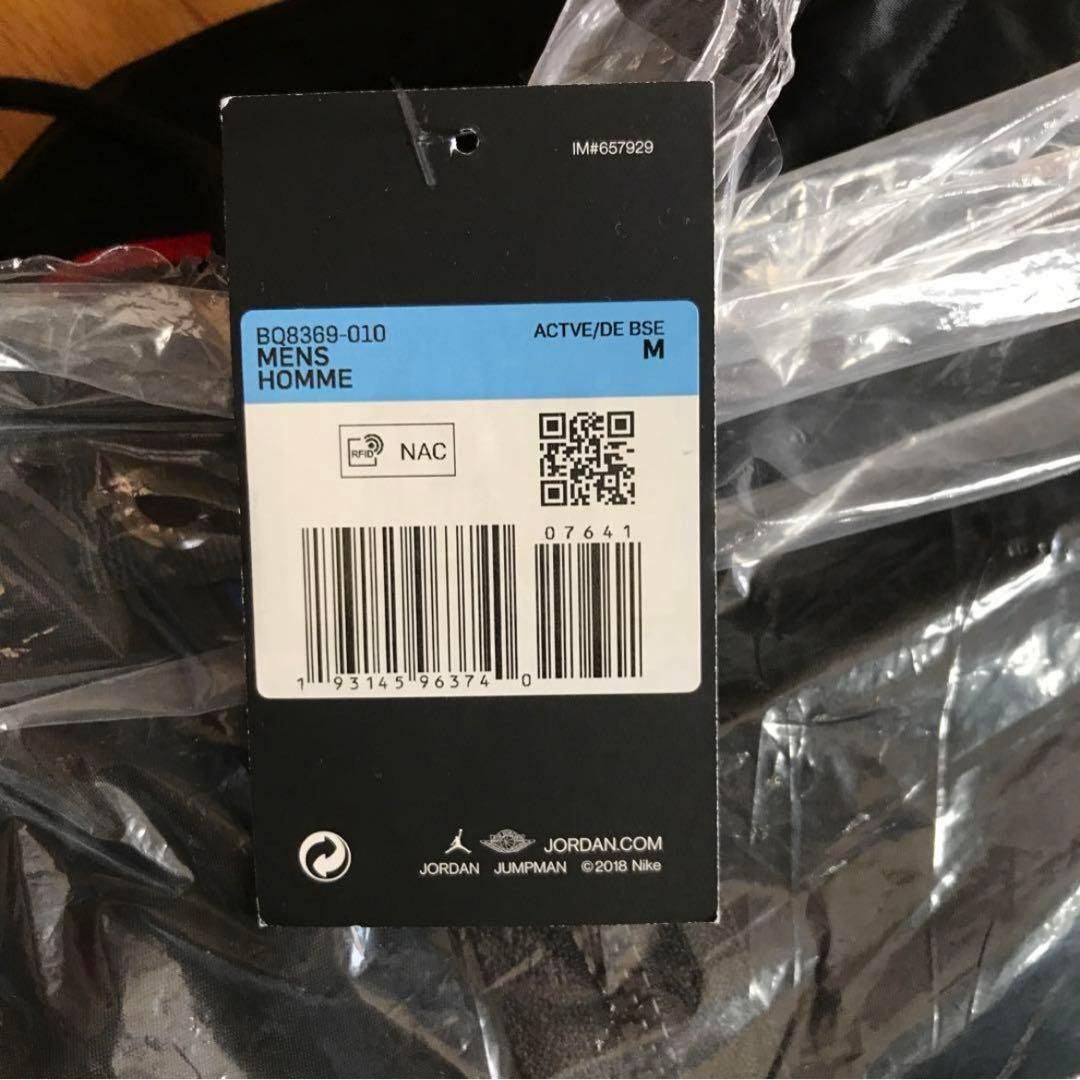 IM#657929
BQ8369-010
MENS
HOMME
ACTVE/DE BSE
M
RFID NAC
07641
1 93145 96374 0
JORDAN.COM
JORDAN JUMPMAN ©2018 Nike